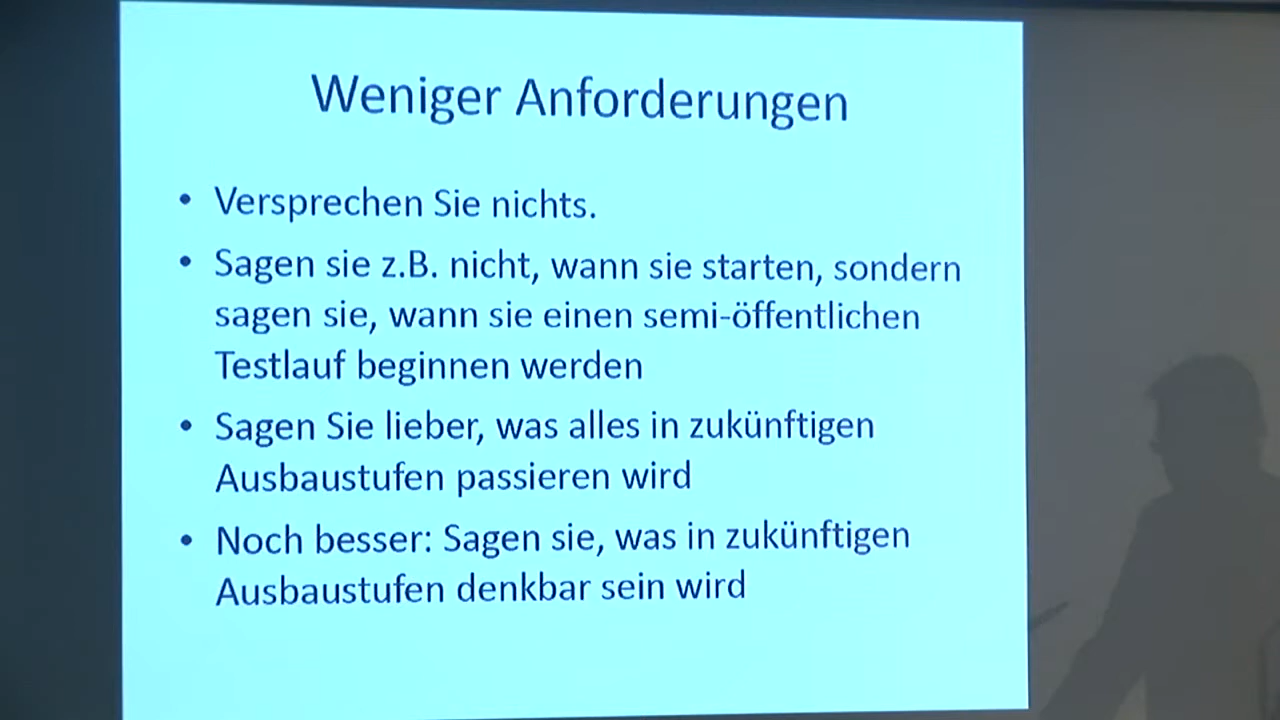 Weniger Anforderungen
• Versprechen Sie nichts.
• Sagen sie z.B. nicht, wann sie starten, sondern
sagen sie, wann sie einen semi-öffentlichen
Testlauf beginnen werden
• Sagen Sie lieber, was alles in zukünftigen
Ausbaustufen passieren wird
• Noch besser: Sagen sie, was in zukünftigen
Ausbaustufen denkbar sein wird